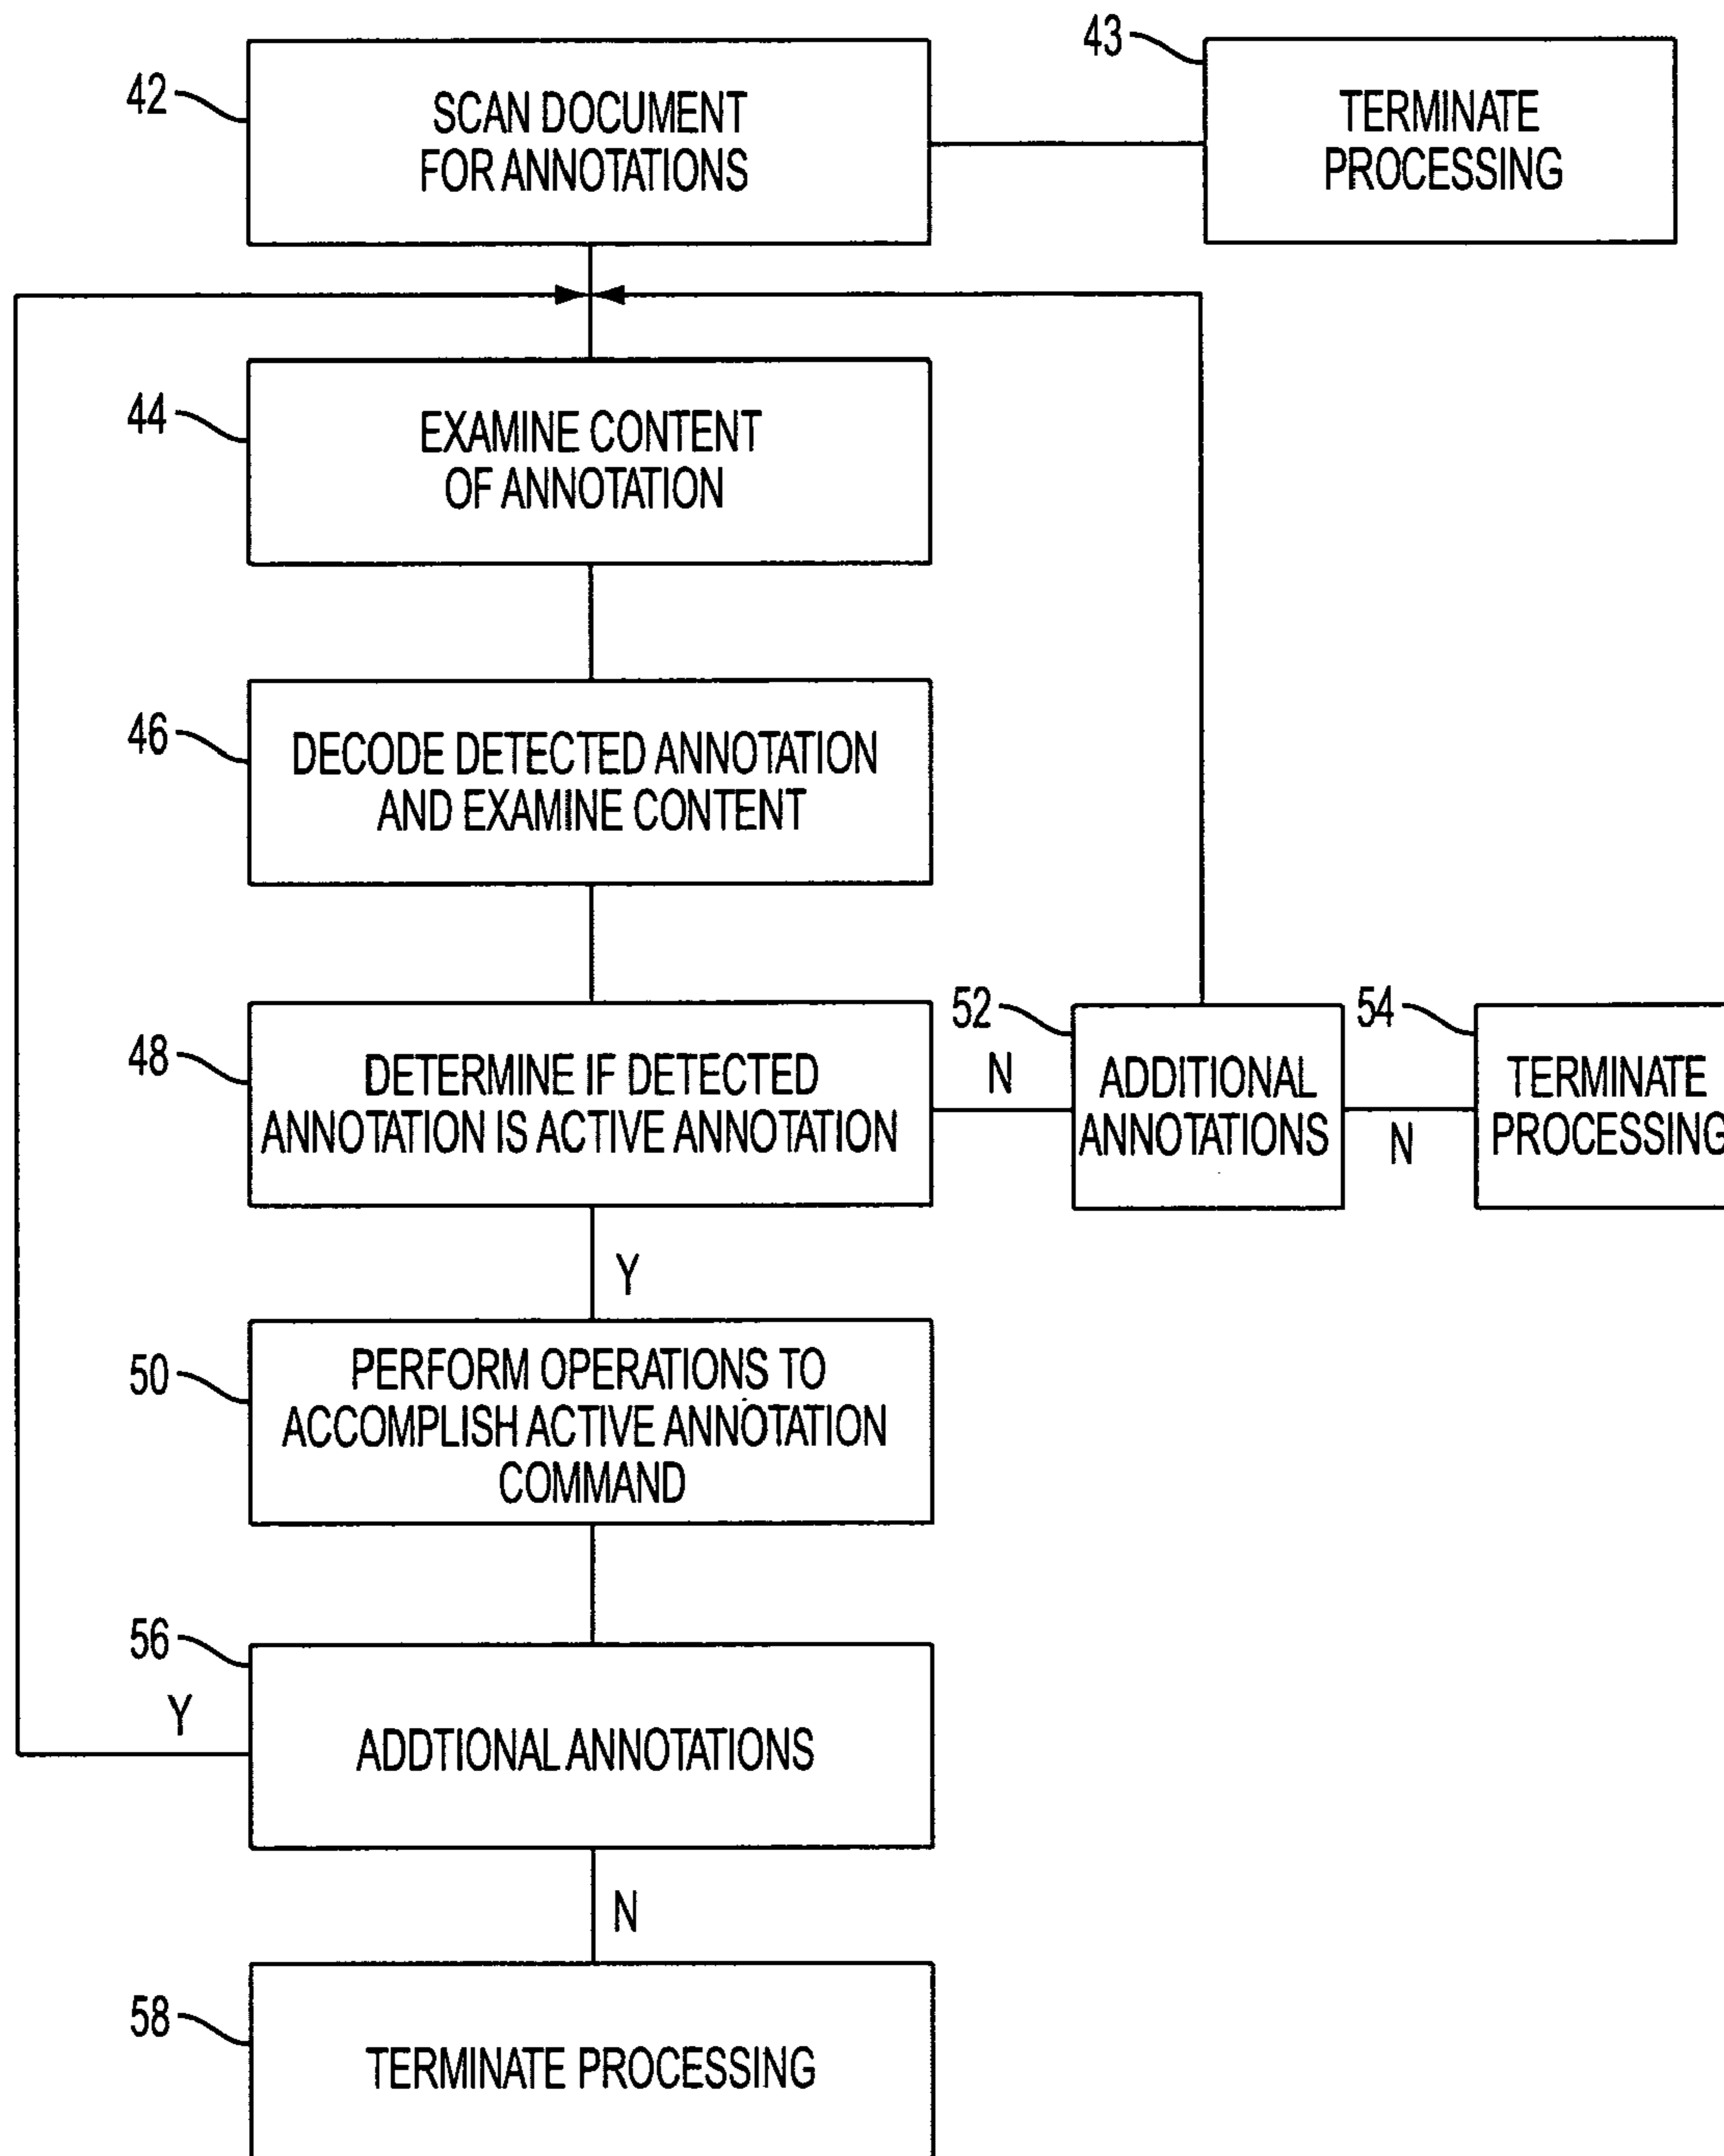 42
SCAN DOCUMENT
FOR ANNOTATIONS
43
TERMINATE
PROCESSING
44
EXAMINE CONTENT
OF ANNOTATION
46
DECODE DETECTED ANNOTATION
AND EXAMINE CONTENT
48
DETERMINE IF DETECTED
ANNOTATION IS ACTIVE ANNOTATION
N
52
ADDITIONAL
ANNOTATIONS
N
54
TERMINATE
PROCESSING
Y
50
PERFORM OPERATIONS TO
ACCOMPLISH ACTIVE ANNOTATION
COMMAND
56
Y
ADDTIONAL ANNOTATIONS
N
58
TERMINATE PROCESSING